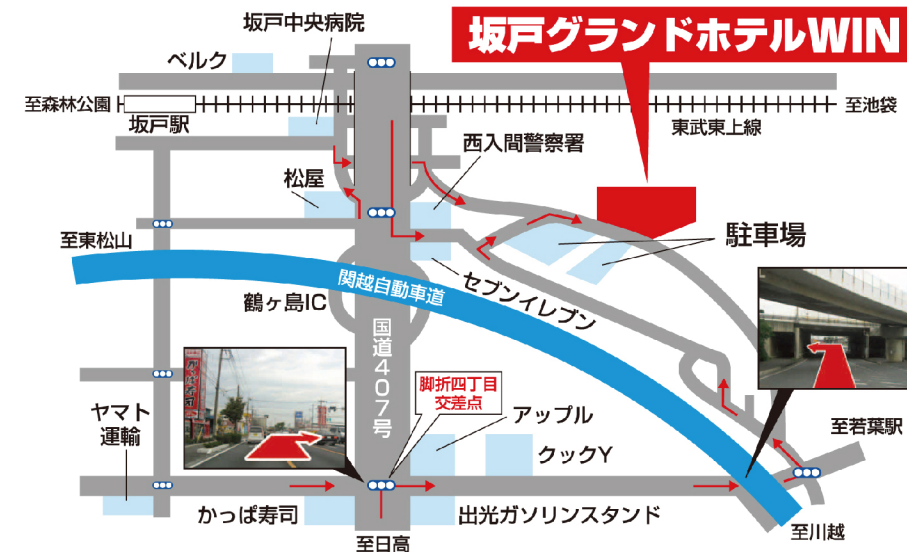 坂戸中央病院
坂戸グランドホテルWIN
ベルク
至森林公園
坂戸駅
至池袋
東武東上線
西入間警察署
松屋
駐車場
至東松山
関越自動車道
セブンイレブン
鶴ヶ島IC
国道407号
脚折四丁目
交差点
ヤマト
運輸
アップル
クックY
至若葉駅
かっぱ寿司
出光ガソリンスタンド
至川越
至日高